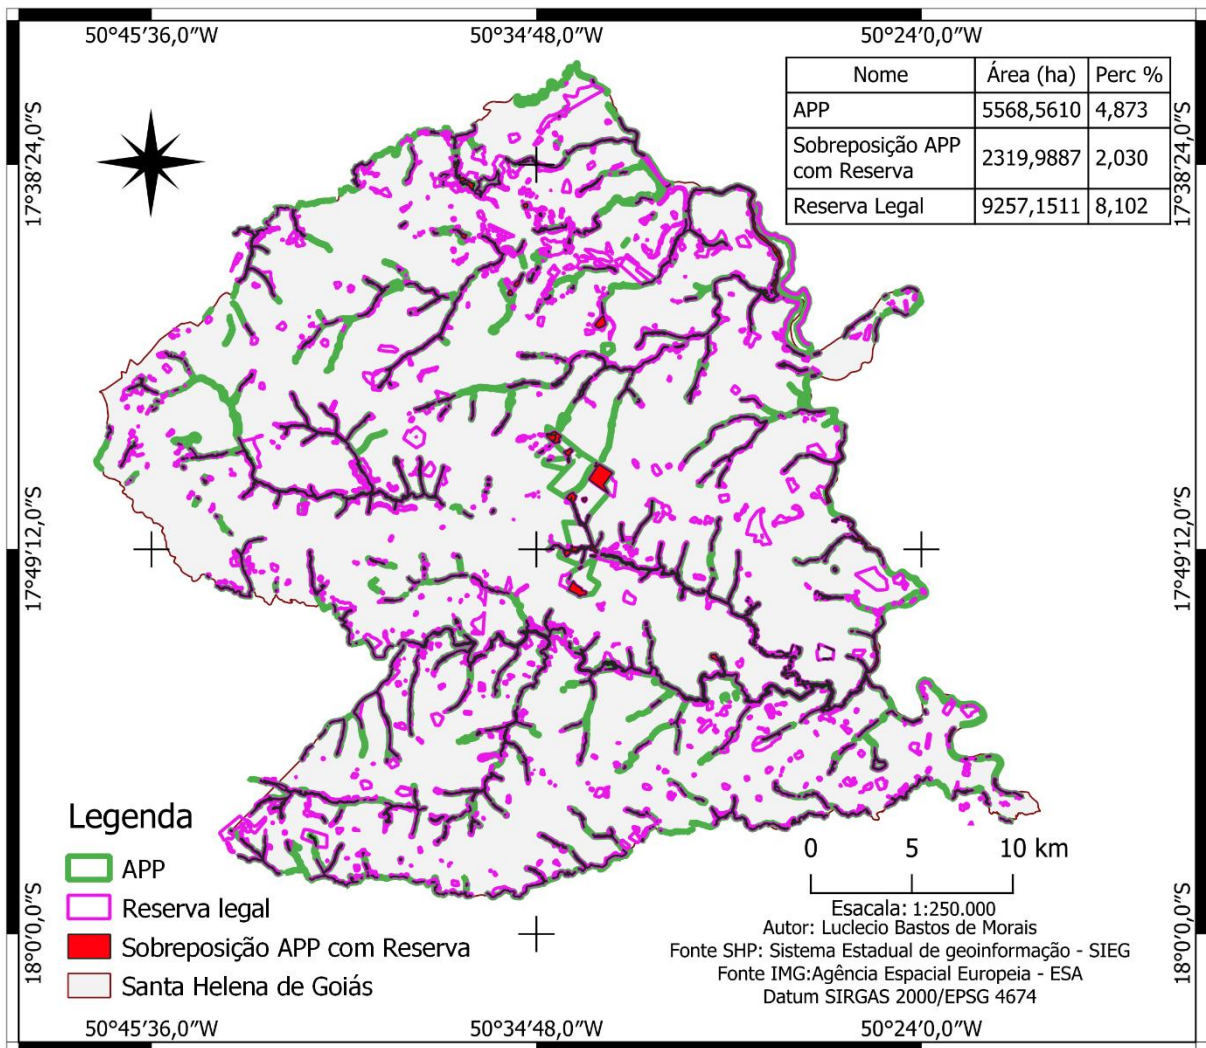 50°45'36,0"W 50°34'48,0"W 50°24'0,0"W
Nome Área (ha) Perc %
APP 5568,5610 4,873
Sobreposição APP
com Reserva 2319,9887 2,030
Reserva Legal 9257,1511 8,102
17°38'24,0"S 17°38'24,0"S
17°49'12,0"S 17°49'12,0"S
18°0'0,0"S 18°0'0,0"S
Legenda
APP
Reserva legal
Sobreposição APP com Reserva
Santa Helena de Goiás
0 5 10 km
Esacala: 1:250.000
Autor: Luclecio Bastos de Morais
Fonte SHP: Sistema Estadual de geoinformação - SIEG
Fonte IMG:Agência Espacial Europeia - ESA
Datum SIRGAS 2000/EPSG 4674
50°45'36,0"W 50°34'48,0"W 50°24'0,0"W